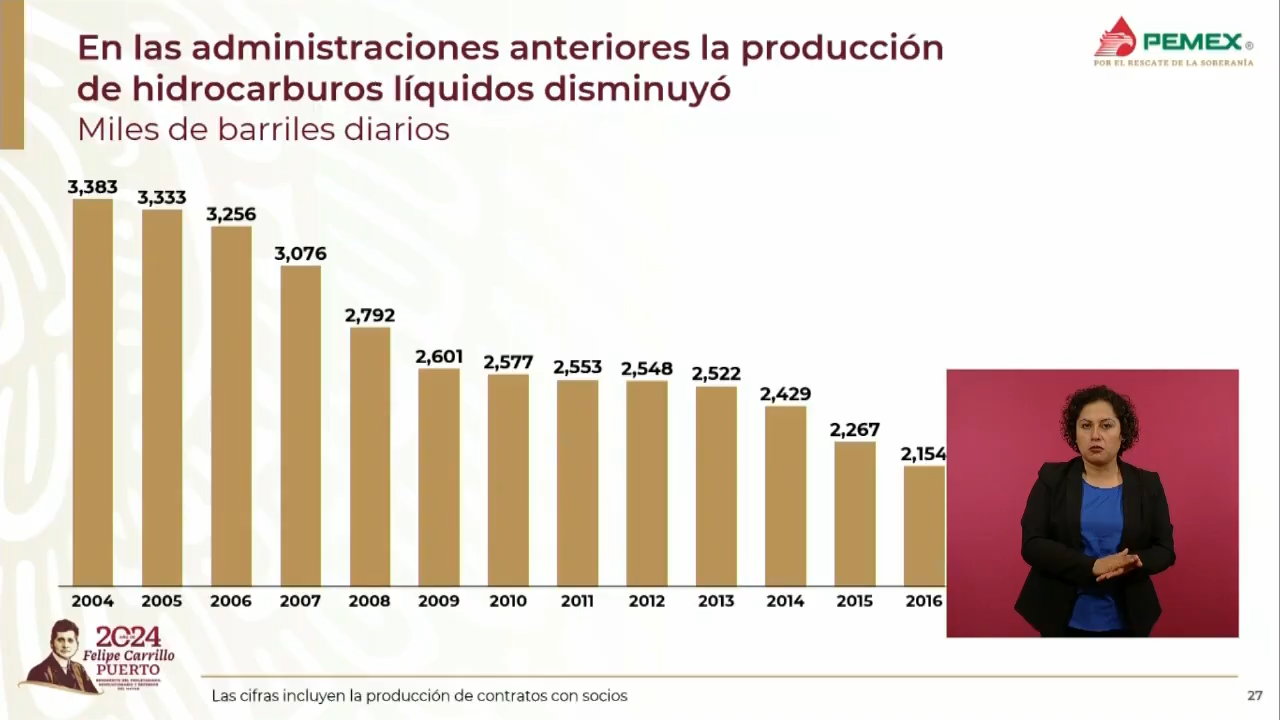 En las administraciones anteriores la producción
de hidrocarburos líquidos disminuyó
Miles de barriles diarios
PEMEX®
POR EL RESCATE DE LA SOBERANÍA
3,383
3,333
3,256
3,076
2,792
2,601
2,577
2,553
2,548
2,522
2,429
2,267
2,154
2004 2005 2006 2007 2008 2009 2010 2011 2012 2013 2014 2015 2016
2024
Felipe Carrillo
PUERTO
Las cifras incluyen la producción de contratos con socios
27